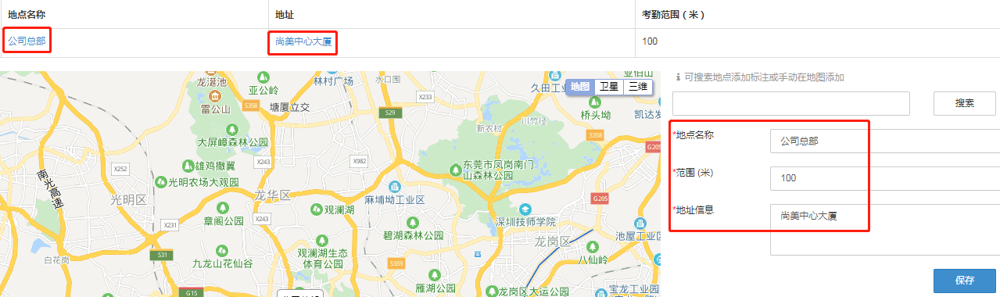 地点名称
地址
考勤范围（米）
公司总部
尚美中心大厦
100
龙涎池
亚公岭
林村广场
水口围
久田工业
亚伯山
地图
卫星
三维
可搜索地点添加标注或手动在地图添加
雷公山
S358
塘厦立交
X233
桥头坳
凯达发
搜索
S29
新农村
川竹径
大屏嶂森林公园
S358
G205
*地点名称
公司总部
X252
雄鸡撒翼
X243
X982
东莞市凤岗南门
山森林公园
南光高速
光明农场大观园
*范围 (米)
100
光明区
龙华区
麻埔坳工业区
G205
章阁公园
观澜湖
深圳技师学院
*地址信息
尚美中心大厦
X243
X231
碧湖森林公园
池屋工业区
龙岗区
白花岗
S31
九龙山花仙谷
观澜湖生态
体育公园
S359
八仙岭
雁湖公园
保存
G15
龙岗区大运公园
宝龙工业